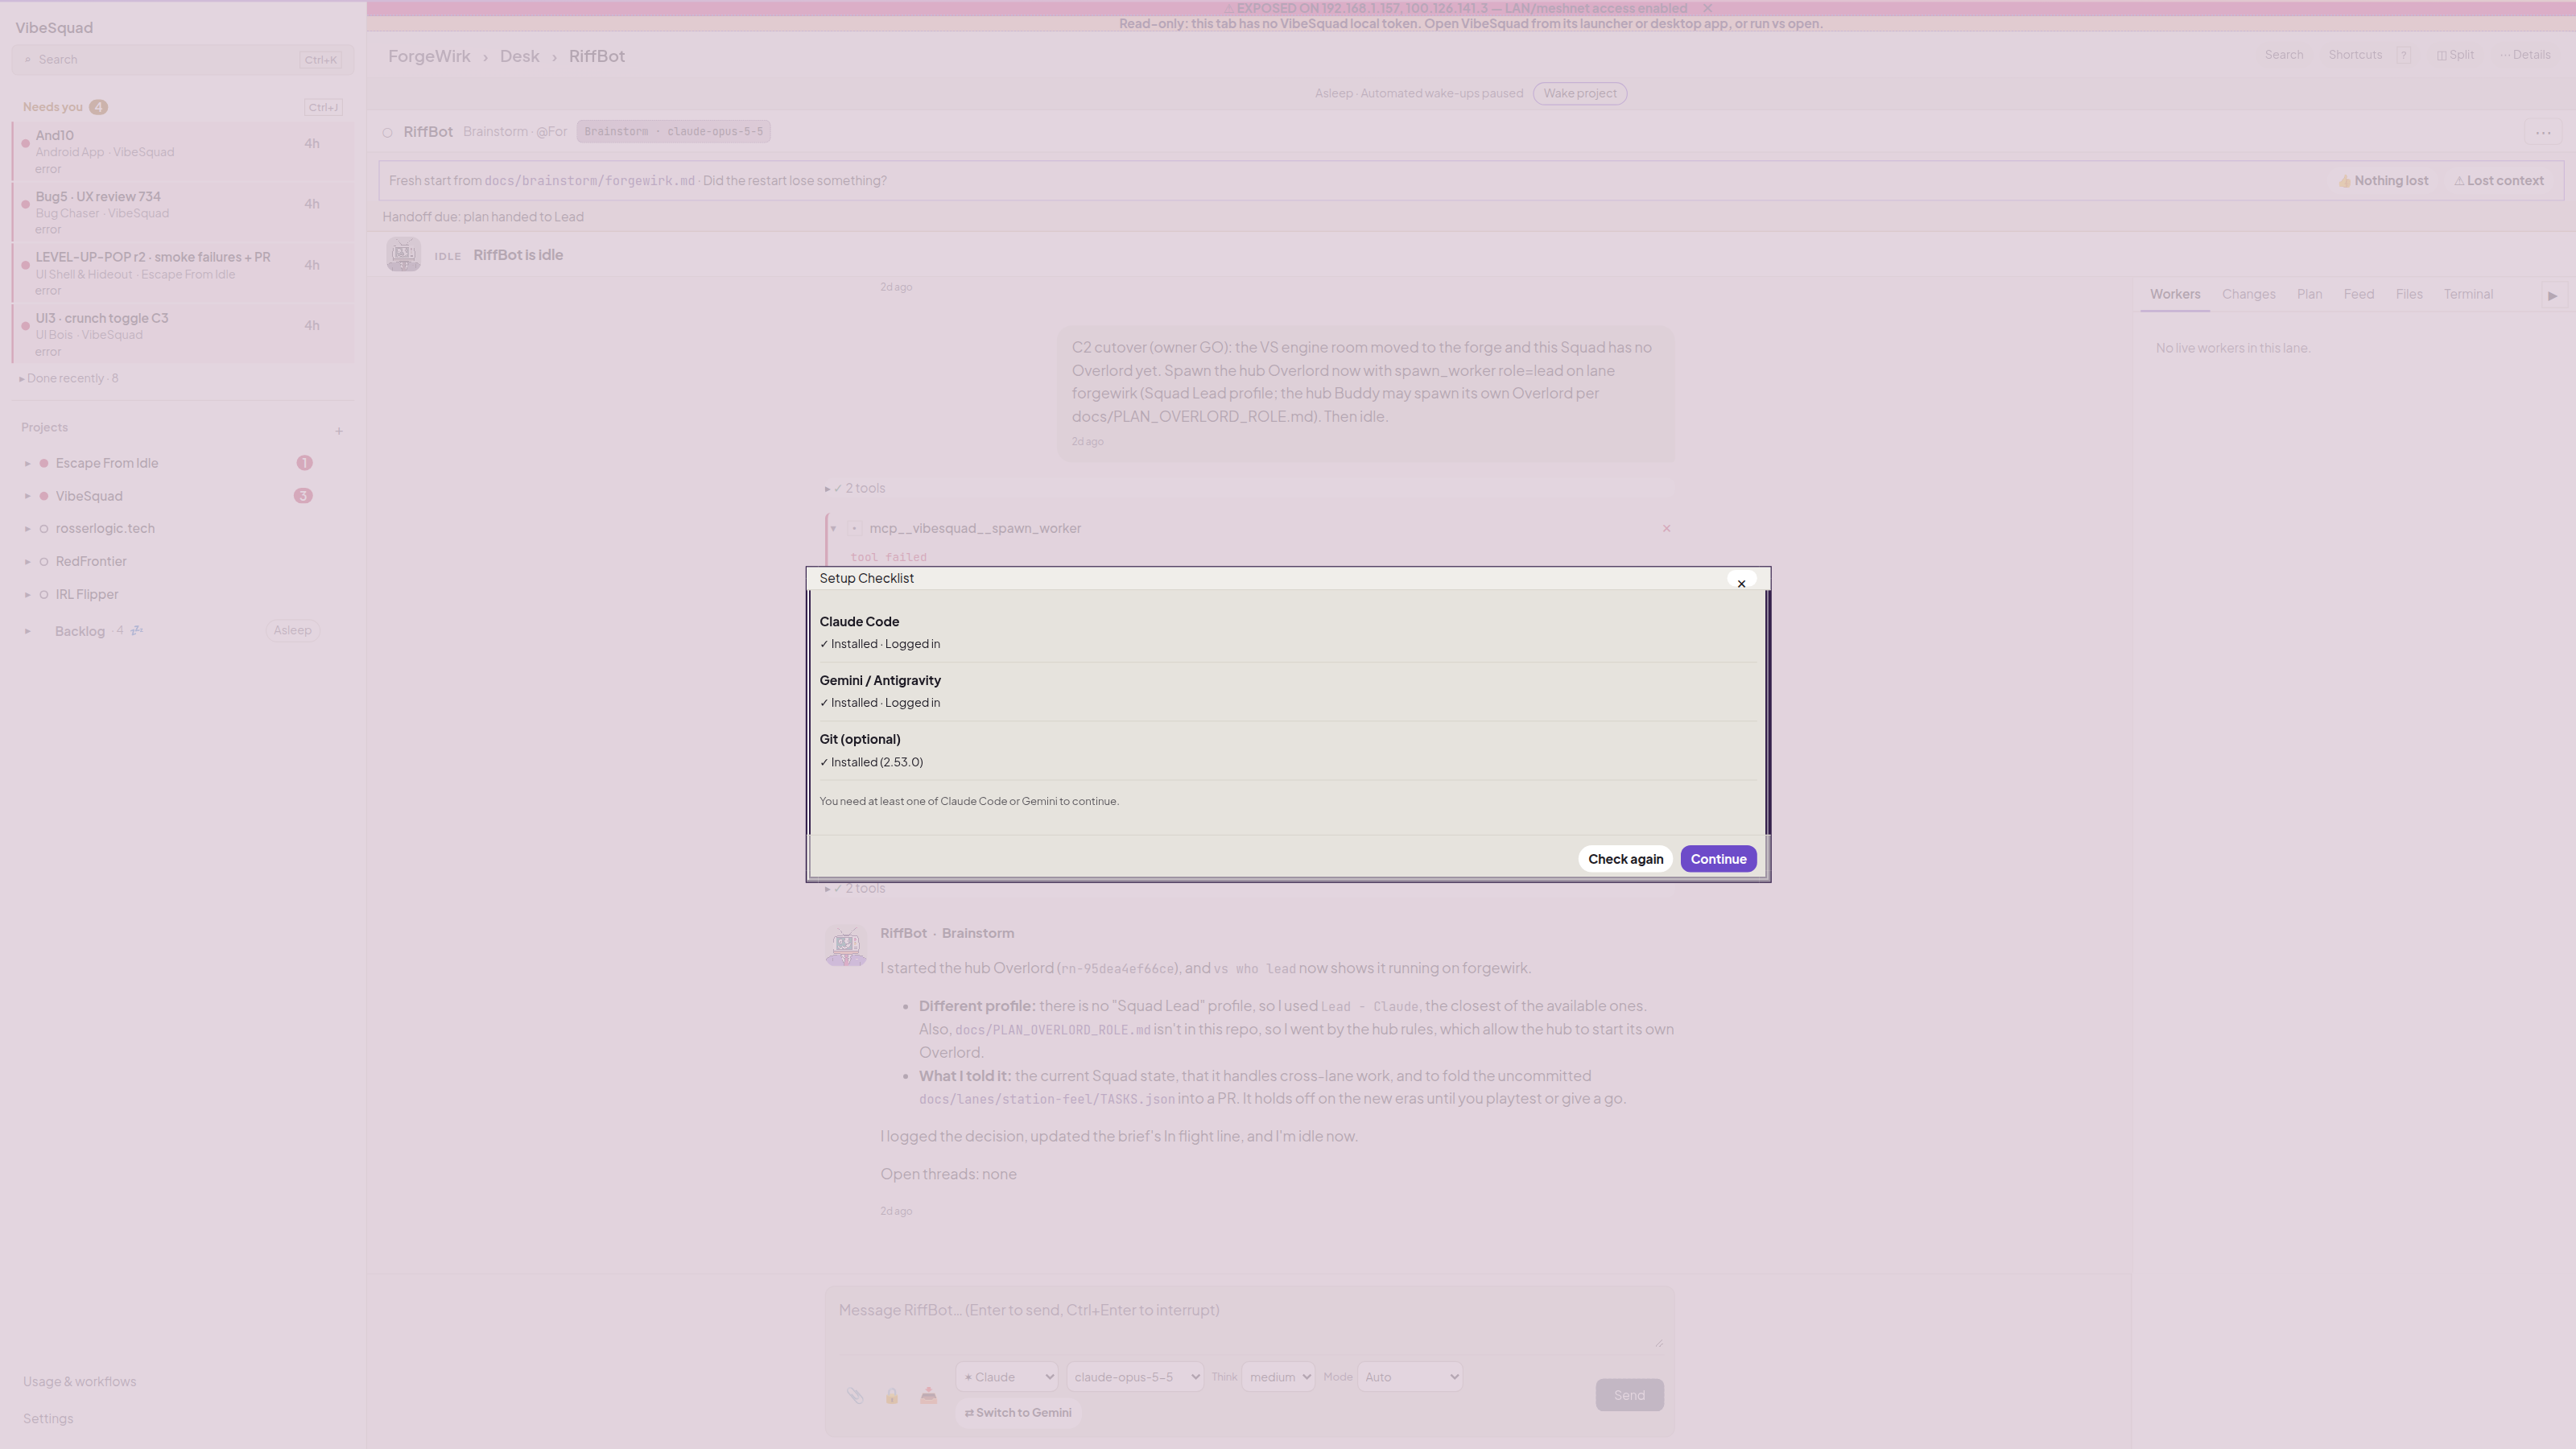 VibeSquad
Search Ctrl+K
Needs you 4 Ctrl+J
And10
Android App · VibeSquad
error
4h
Bug5 · UX review 734
Bug Chaser · VibeSquad
error
4h
LEVEL-UP-POP r2 · smoke failures + PR
UI Shell & Hideout · Escape From Idle
error
4h
UI3 · crunch toggle C3
UI Bois · VibeSquad
error
4h
▸ Done recently · 8
Projects +
Escape From Idle 1
VibeSquad 3
rosserlogic.tech
RedFrontier
IRL Flipper
Backlog · 4 💤 Asleep
Usage & workflows
Settings
⚠ EXPOSED ON 192.168.1.157, 100.126.141.3 — LAN/meshnet access enabled ✕
Read-only: this tab has no VibeSquad local token. Open VibeSquad from its launcher or desktop app, or run vs open.
ForgeWirk › Desk › RiffBot
Search Shortcuts ? Split ··· Details
Asleep · Automated wake-ups paused Wake project
RiffBot Brainstorm · @For Brainstorm · claude-opus-5-5 ···
Fresh start from docs/brainstorm/forgewirk.md · Did the restart lose something? 👍 Nothing lost ⚠ Lost context
Handoff due: plan handed to Lead
IDLE RiffBot is idle
2d ago
C2 cutover (owner GO): the VS engine room moved to the forge and this Squad has no
Overlord yet. Spawn the hub Overlord now with spawn_worker role=lead on lane
forgewirk (Squad Lead profile; the hub Buddy may spawn its own Overlord per
docs/PLAN_OVERLORD_ROLE.md). Then idle.
2d ago
▸ ✓ 2 tools
mcp__vibesquad__spawn_worker ✕
tool failed
Setup Checklist ✕
Claude Code
✓ Installed · Logged in
Gemini / Antigravity
✓ Installed · Logged in
Git (optional)
✓ Installed (2.53.0)
You need at least one of Claude Code or Gemini to continue.
Check again Continue
▸ ✓ 2 tools
RiffBot · Brainstorm
I started the hub Overlord (rn-95dea4ef66ce), and vs who lead now shows it running on forgewirk.
• Different profile: there is no "Squad Lead" profile, so I used Lead - Claude, the closest of the available ones.
Also, docs/PLAN_OVERLORD_ROLE.md isn't in this repo, so I went by the hub rules, which allow the hub to start its own
Overlord.
• What I told it: the current Squad state, that it handles cross-lane work, and to fold the uncommitted
docs/lanes/station-feel/TASKS.json into a PR. It holds off on the new eras until you playtest or give a go.
I logged the decision, updated the brief's In flight line, and I'm idle now.
Open threads: none
2d ago
Message RiffBot… (Enter to send, Ctrl+Enter to interrupt)
✷ Claude claude-opus-5-5 Think medium Mode Auto
⇄ Switch to Gemini
Send
Workers Changes Plan Feed Files Terminal ▶
No live workers in this lane.